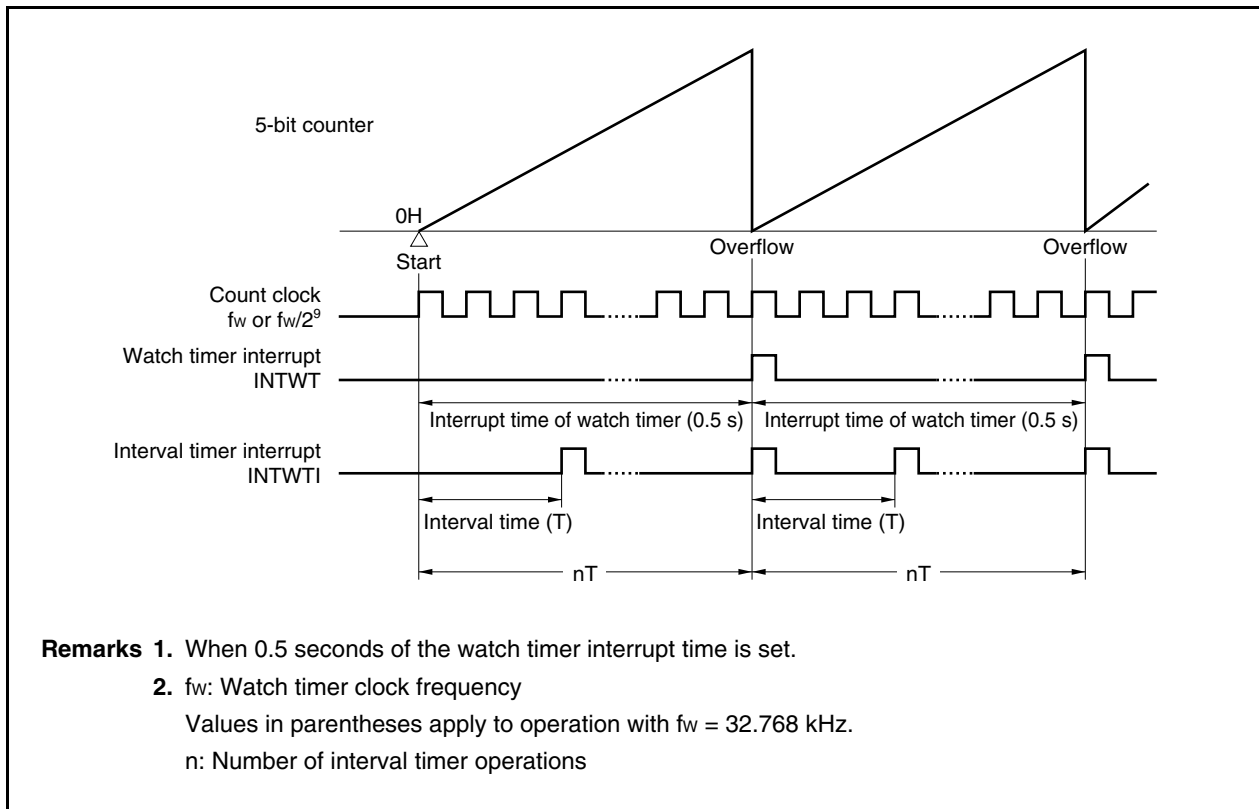 5-bit counter
0H
Start
Overflow
Overflow
Count clock
fW or fW/2⁹
Watch timer interrupt
INTWT
Interrupt time of watch timer (0.5 s)
Interrupt time of watch timer (0.5 s)
Interval timer interrupt
INTWTI
Interval time (T)
Interval time (T)
nT
nT
Remarks 1. When 0.5 seconds of the watch timer interrupt time is set.
2. fW: Watch timer clock frequency
Values in parentheses apply to operation with fW = 32.768 kHz.
n: Number of interval timer operations